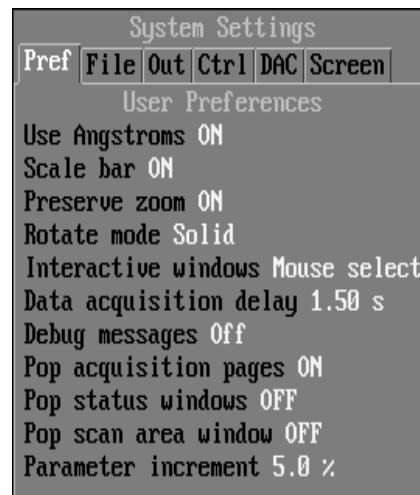 System Settings
Pref File Out Ctrl DAC Screen
User Preferences
Use Angstroms ON
Scale bar ON
Preserve zoom ON
Rotate mode Solid
Interactive windows Mouse select
Data acquisition delay 1.50 s
Debug messages Off
Pop acquisition pages ON
Pop status windows OFF
Pop scan area window OFF
Parameter increment 5.0 %